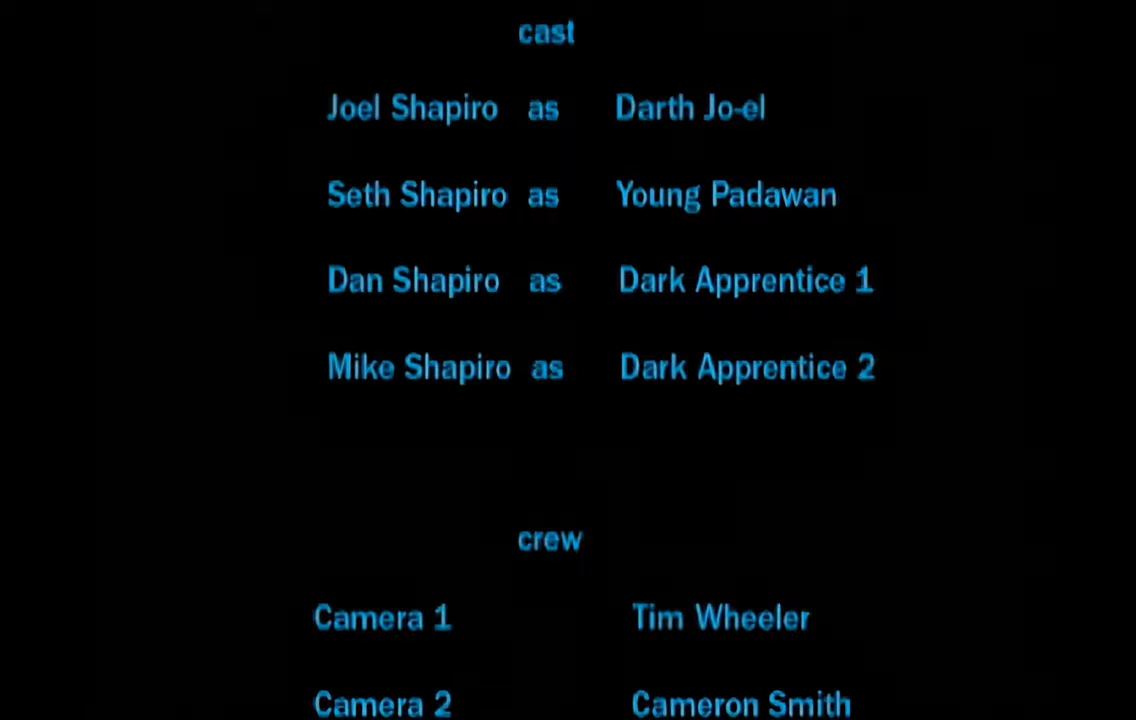 cast
Joel Shapiro as Darth Jo-el
Seth Shapiro as Young Padawan
Dan Shapiro as Dark Apprentice 1
Mike Shapiro as Dark Apprentice 2
crew
Camera 1 Tim Wheeler
Camera 2 Cameron Smith